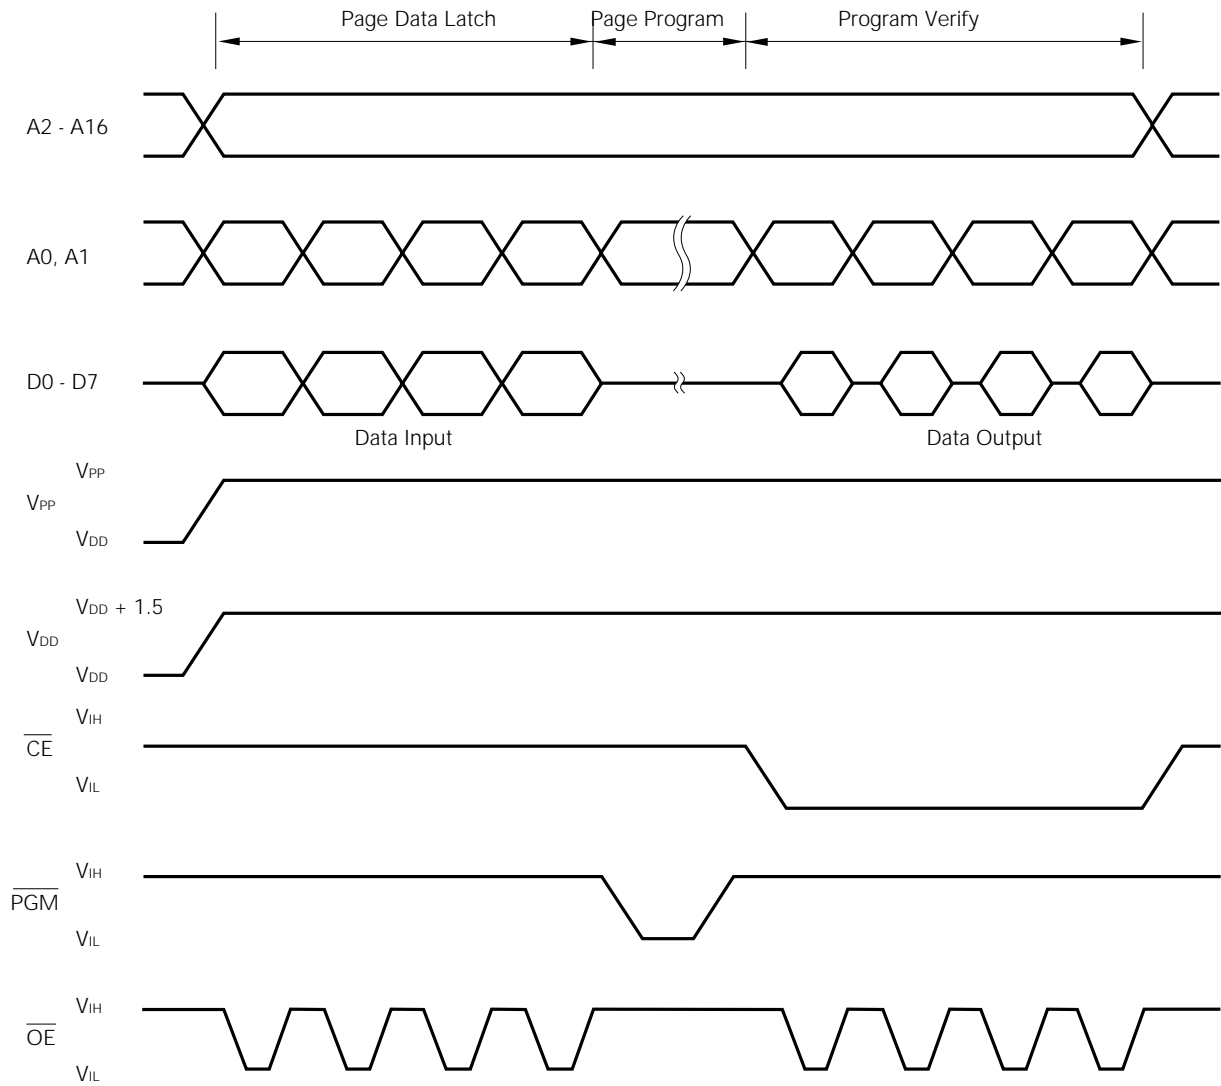 Page Data Latch Page Program Program Verify
A2 - A16
A0, A1
D0 - D7
Data Input Data Output
VPP
VPP
VDD
VDD + 1.5
VDD
VDD
VIH
CE
VIL
VIH
PGM
VIL
VIH
OE
VIL